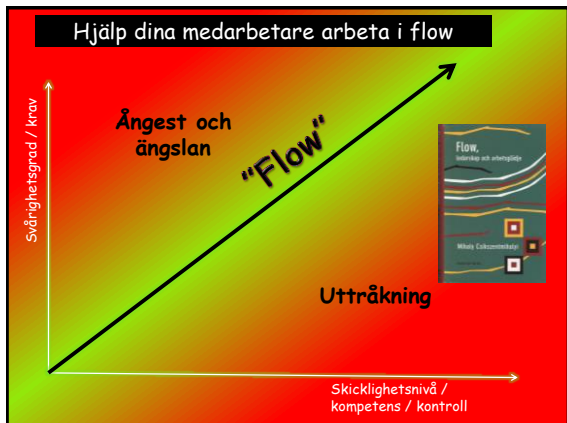 Hjälp dina medarbetare arbeta i flow
Svårighetsgrad / krav
Ångest och
ängslan
"Flow"
Flow,
ledarskap och arbetsglädje
Mihaly Csikszentmihalyi
Uttråkning
Skicklighetsnivå /
kompetens / kontroll